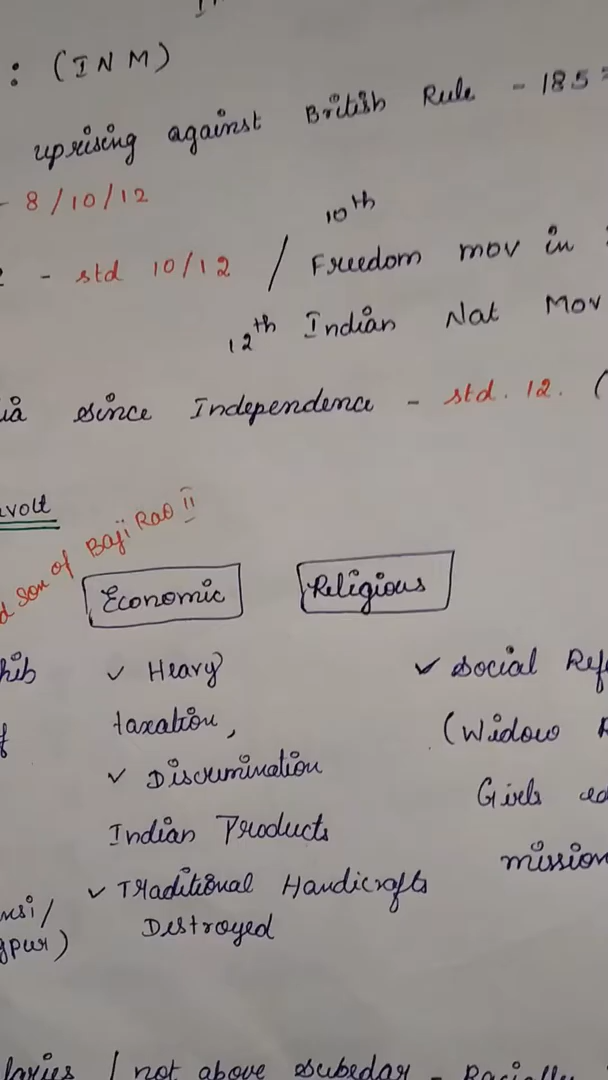 : (INM)
uprising against British Rule - 185
- 8/10/12
10th
- std 10/12 / Freedom mov in
12th Indian Nat Mov
since Independence - std. 12. (
Son of Baji Rao II
Economic Religious
✓ Heavy ✓ Social
taxation, (Widow
✓ Discrimination
Indian Products Girls
✓ Traditional Handicrafts mission
Destroyed
/ not above subedar - Racially